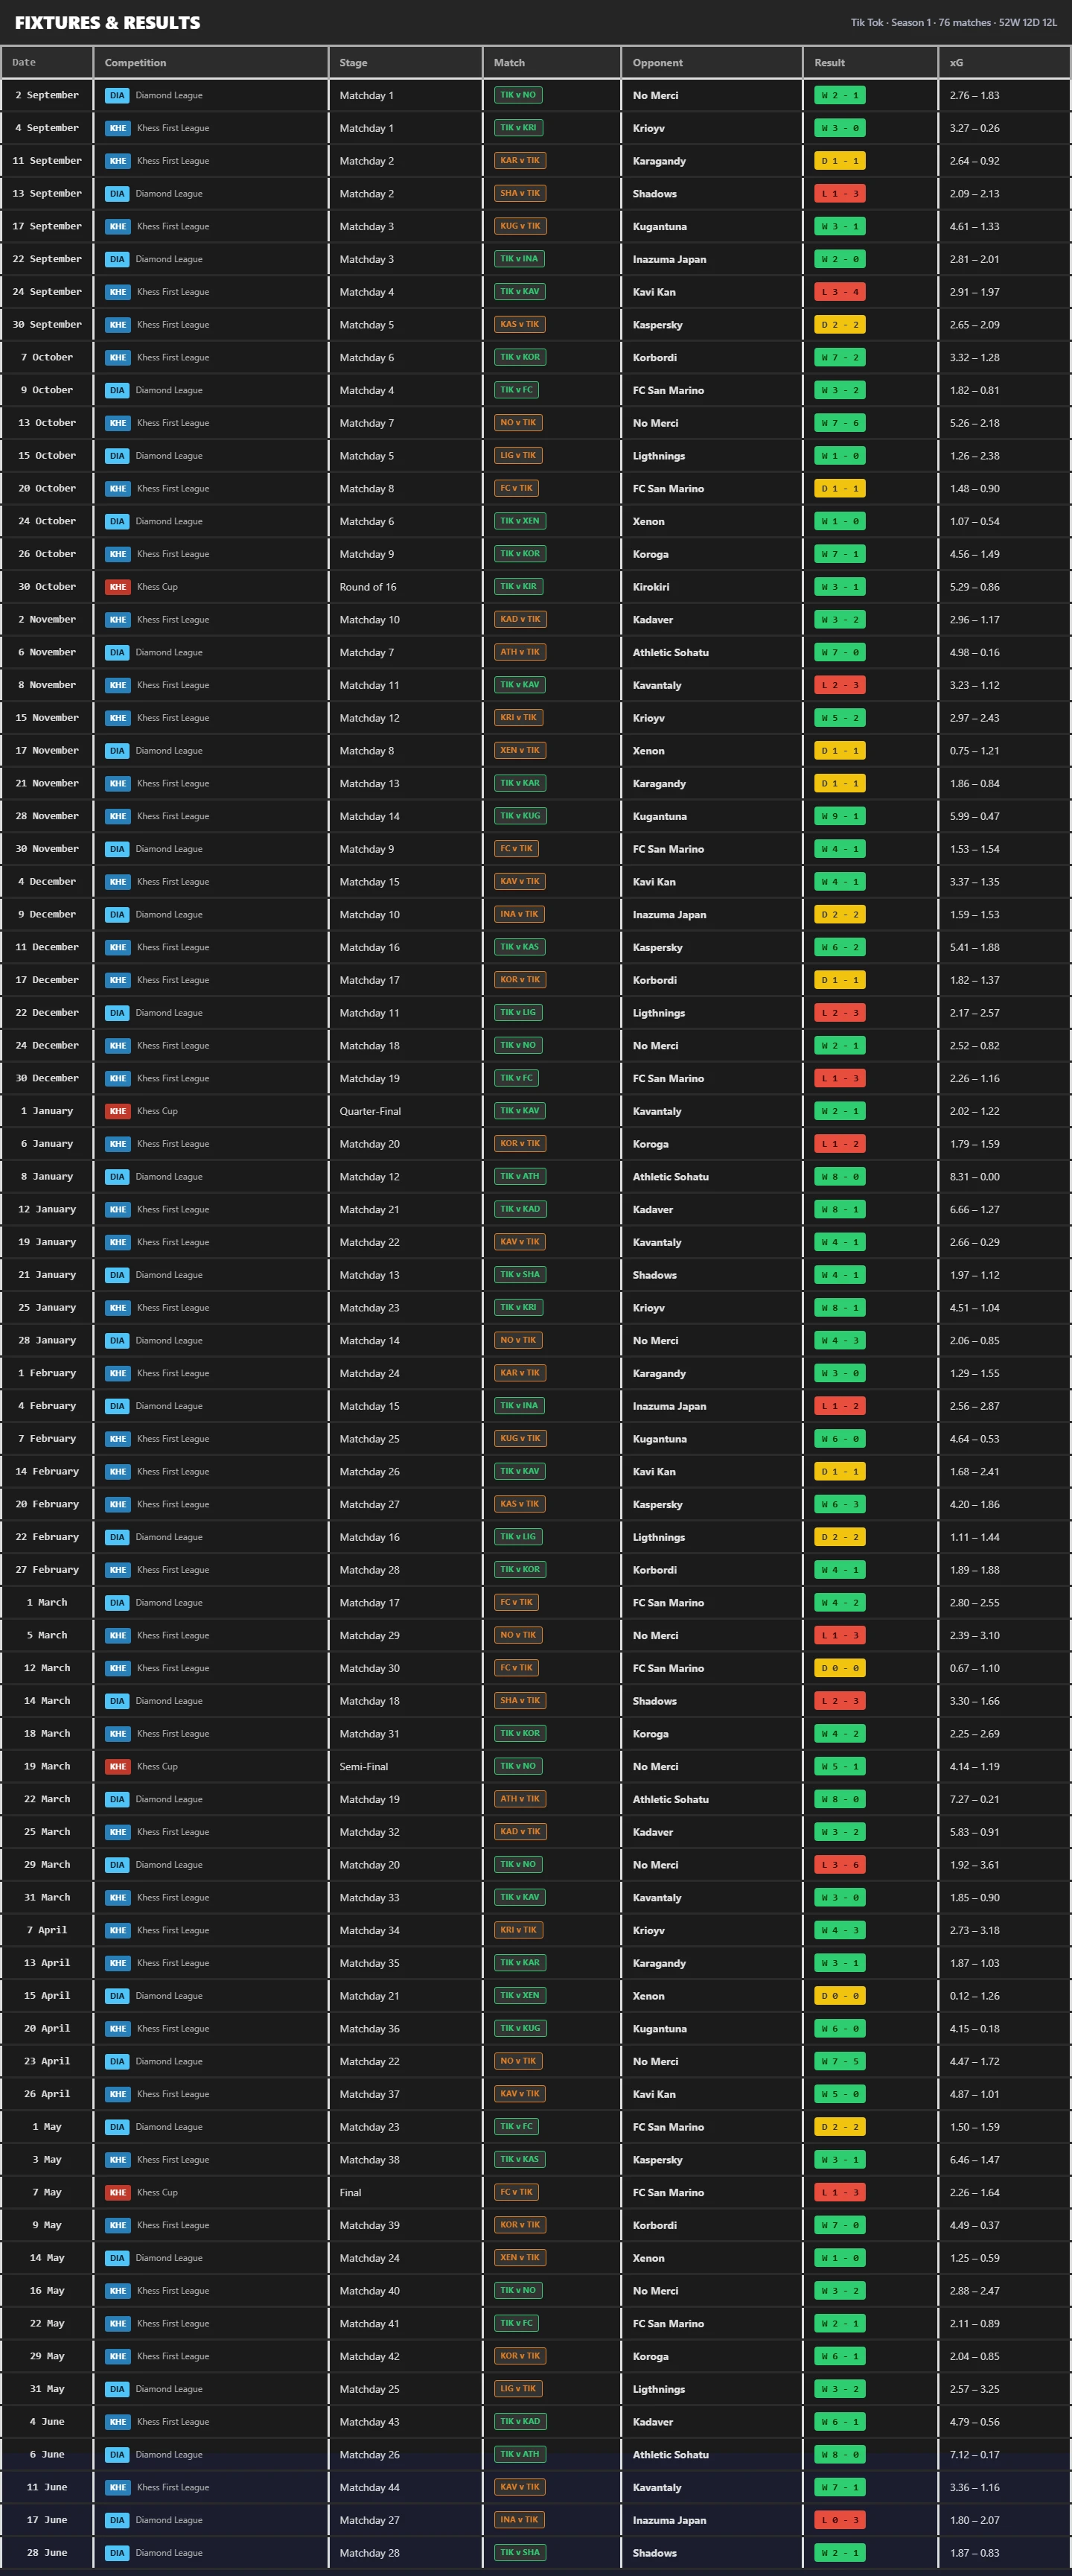 FIXTURES & RESULTS Tik Tok · Season 1 · 76 matches · 52W 12D 12L
Date Competition Stage Match Opponent Result xG
2 September DIA Diamond League Matchday 1 TIK v NO No Merci W 2 - 1 2.76 – 1.83
4 September KHE Khess First League Matchday 1 TIK v KRI Krioyv W 3 - 0 3.27 – 0.26
11 September KHE Khess First League Matchday 2 KAR v TIK Karagandy D 1 - 1 2.64 – 0.92
13 September DIA Diamond League Matchday 2 SHA v TIK Shadows L 1 - 3 2.09 – 2.13
17 September KHE Khess First League Matchday 3 KUG v TIK Kugantuna W 3 - 1 4.61 – 1.33
22 September DIA Diamond League Matchday 3 TIK v INA Inazuma Japan W 2 - 0 2.81 – 2.01
24 September KHE Khess First League Matchday 4 TIK v KAV Kavi Kan L 3 - 4 2.91 – 1.97
30 September KHE Khess First League Matchday 5 KAS v TIK Kaspersky D 2 - 2 2.65 – 2.09
7 October KHE Khess First League Matchday 6 TIK v KOR Korbordi W 7 - 2 3.32 – 1.28
9 October DIA Diamond League Matchday 4 TIK v FC FC San Marino W 3 - 2 1.82 – 0.81
13 October KHE Khess First League Matchday 7 NO v TIK No Merci W 7 - 6 5.26 – 2.18
15 October DIA Diamond League Matchday 5 LIG v TIK Ligthnings W 1 - 0 1.26 – 2.38
20 October KHE Khess First League Matchday 8 FC v TIK FC San Marino D 1 - 1 1.48 – 0.90
24 October DIA Diamond League Matchday 6 TIK v XEN Xenon W 1 - 0 1.07 – 0.54
26 October KHE Khess First League Matchday 9 TIK v KOR Koroga W 7 - 1 4.56 – 1.49
30 October KHE Khess Cup Round of 16 TIK v KIR Kirokiri W 3 - 1 5.29 – 0.86
2 November KHE Khess First League Matchday 10 KAD v TIK Kadaver W 3 - 2 2.96 – 1.17
6 November DIA Diamond League Matchday 7 ATH v TIK Athletic Sohatu W 7 - 0 4.98 – 0.16
8 November KHE Khess First League Matchday 11 TIK v KAV Kavantaly L 2 - 3 3.23 – 1.12
15 November KHE Khess First League Matchday 12 KRI v TIK Krioyv W 5 - 2 2.97 – 2.43
17 November DIA Diamond League Matchday 8 XEN v TIK Xenon D 1 - 1 0.75 – 1.21
21 November KHE Khess First League Matchday 13 TIK v KAR Karagandy D 1 - 1 1.86 – 0.84
28 November KHE Khess First League Matchday 14 TIK v KUG Kugantuna W 9 - 1 5.99 – 0.47
30 November DIA Diamond League Matchday 9 FC v TIK FC San Marino W 4 - 1 1.53 – 1.54
4 December KHE Khess First League Matchday 15 KAV v TIK Kavi Kan W 4 - 1 3.37 – 1.35
9 December DIA Diamond League Matchday 10 INA v TIK Inazuma Japan D 2 - 2 1.59 – 1.53
11 December KHE Khess First League Matchday 16 TIK v KAS Kaspersky W 6 - 2 5.41 – 1.88
17 December KHE Khess First League Matchday 17 KOR v TIK Korbordi D 1 - 1 1.82 – 1.37
22 December DIA Diamond League Matchday 11 TIK v LIG Ligthnings L 2 - 3 2.17 – 2.57
24 December KHE Khess First League Matchday 18 TIK v NO No Merci W 2 - 1 2.52 – 0.82
30 December KHE Khess First League Matchday 19 TIK v FC FC San Marino L 1 - 3 2.26 – 1.16
1 January KHE Khess Cup Quarter-Final TIK v KAV Kavantaly W 2 - 1 2.02 – 1.22
6 January KHE Khess First League Matchday 20 KOR v TIK Koroga L 1 - 2 1.79 – 1.59
8 January DIA Diamond League Matchday 12 TIK v ATH Athletic Sohatu W 8 - 0 8.31 – 0.00
12 January KHE Khess First League Matchday 21 TIK v KAD Kadaver W 8 - 1 6.66 – 1.27
19 January KHE Khess First League Matchday 22 KAV v TIK Kavantaly W 4 - 1 2.66 – 0.29
21 January DIA Diamond League Matchday 13 TIK v SHA Shadows W 4 - 1 1.97 – 1.12
25 January KHE Khess First League Matchday 23 TIK v KRI Krioyv W 8 - 1 4.51 – 1.04
28 January DIA Diamond League Matchday 14 NO v TIK No Merci W 4 - 3 2.06 – 0.85
1 February KHE Khess First League Matchday 24 KAR v TIK Karagandy W 3 - 0 1.29 – 1.55
4 February DIA Diamond League Matchday 15 TIK v INA Inazuma Japan L 1 - 2 2.56 – 2.87
7 February KHE Khess First League Matchday 25 KUG v TIK Kugantuna W 6 - 0 4.64 – 0.53
14 February KHE Khess First League Matchday 26 TIK v KAV Kavi Kan D 1 - 1 1.68 – 2.41
20 February KHE Khess First League Matchday 27 KAS v TIK Kaspersky W 6 - 3 4.20 – 1.86
22 February DIA Diamond League Matchday 16 TIK v LIG Ligthnings D 2 - 2 1.11 – 1.44
27 February KHE Khess First League Matchday 28 TIK v KOR Korbordi W 4 - 1 1.89 – 1.88
1 March DIA Diamond League Matchday 17 FC v TIK FC San Marino W 4 - 2 2.80 – 2.55
5 March KHE Khess First League Matchday 29 NO v TIK No Merci L 1 - 3 2.39 – 3.10
12 March KHE Khess First League Matchday 30 FC v TIK FC San Marino D 0 - 0 0.67 – 1.10
14 March DIA Diamond League Matchday 18 SHA v TIK Shadows L 2 - 3 3.30 – 1.66
18 March KHE Khess First League Matchday 31 TIK v KOR Koroga W 4 - 2 2.25 – 2.69
19 March KHE Khess Cup Semi-Final TIK v NO No Merci W 5 - 1 4.14 – 1.19
22 March DIA Diamond League Matchday 19 ATH v TIK Athletic Sohatu W 8 - 0 7.27 – 0.21
25 March KHE Khess First League Matchday 32 KAD v TIK Kadaver W 3 - 2 5.83 – 0.91
29 March DIA Diamond League Matchday 20 TIK v NO No Merci L 3 - 6 1.92 – 3.61
31 March KHE Khess First League Matchday 33 TIK v KAV Kavantaly W 3 - 0 1.85 – 0.90
7 April KHE Khess First League Matchday 34 KRI v TIK Krioyv W 4 - 3 2.73 – 3.18
13 April KHE Khess First League Matchday 35 TIK v KAR Karagandy W 3 - 1 1.87 – 1.03
15 April DIA Diamond League Matchday 21 TIK v XEN Xenon D 0 - 0 0.12 – 1.26
20 April KHE Khess First League Matchday 36 TIK v KUG Kugantuna W 6 - 0 4.15 – 0.18
23 April DIA Diamond League Matchday 22 NO v TIK No Merci W 7 - 5 4.47 – 1.72
26 April KHE Khess First League Matchday 37 KAV v TIK Kavi Kan W 5 - 0 4.87 – 1.01
1 May DIA Diamond League Matchday 23 TIK v FC FC San Marino D 2 - 2 1.50 – 1.59
3 May KHE Khess First League Matchday 38 TIK v KAS Kaspersky W 3 - 1 6.46 – 1.47
7 May KHE Khess Cup Final FC v TIK FC San Marino L 1 - 3 2.26 – 1.64
9 May KHE Khess First League Matchday 39 KOR v TIK Korbordi W 7 - 0 4.49 – 0.37
14 May DIA Diamond League Matchday 24 XEN v TIK Xenon W 1 - 0 1.25 – 0.59
16 May KHE Khess First League Matchday 40 TIK v NO No Merci W 3 - 2 2.88 – 2.47
22 May KHE Khess First League Matchday 41 TIK v FC FC San Marino W 2 - 1 2.11 – 0.89
29 May KHE Khess First League Matchday 42 KOR v TIK Koroga W 6 - 1 2.04 – 0.85
31 May DIA Diamond League Matchday 25 LIG v TIK Ligthnings W 3 - 2 2.57 – 3.25
4 June KHE Khess First League Matchday 43 TIK v KAD Kadaver W 6 - 1 4.79 – 0.56
6 June DIA Diamond League Matchday 26 TIK v ATH Athletic Sohatu W 8 - 0 7.12 – 0.17
11 June KHE Khess First League Matchday 44 KAV v TIK Kavantaly W 7 - 1 3.36 – 1.16
17 June DIA Diamond League Matchday 27 INA v TIK Inazuma Japan L 0 - 3 1.80 – 2.07
28 June DIA Diamond League Matchday 28 TIK v SHA Shadows W 2 - 1 1.87 – 0.83